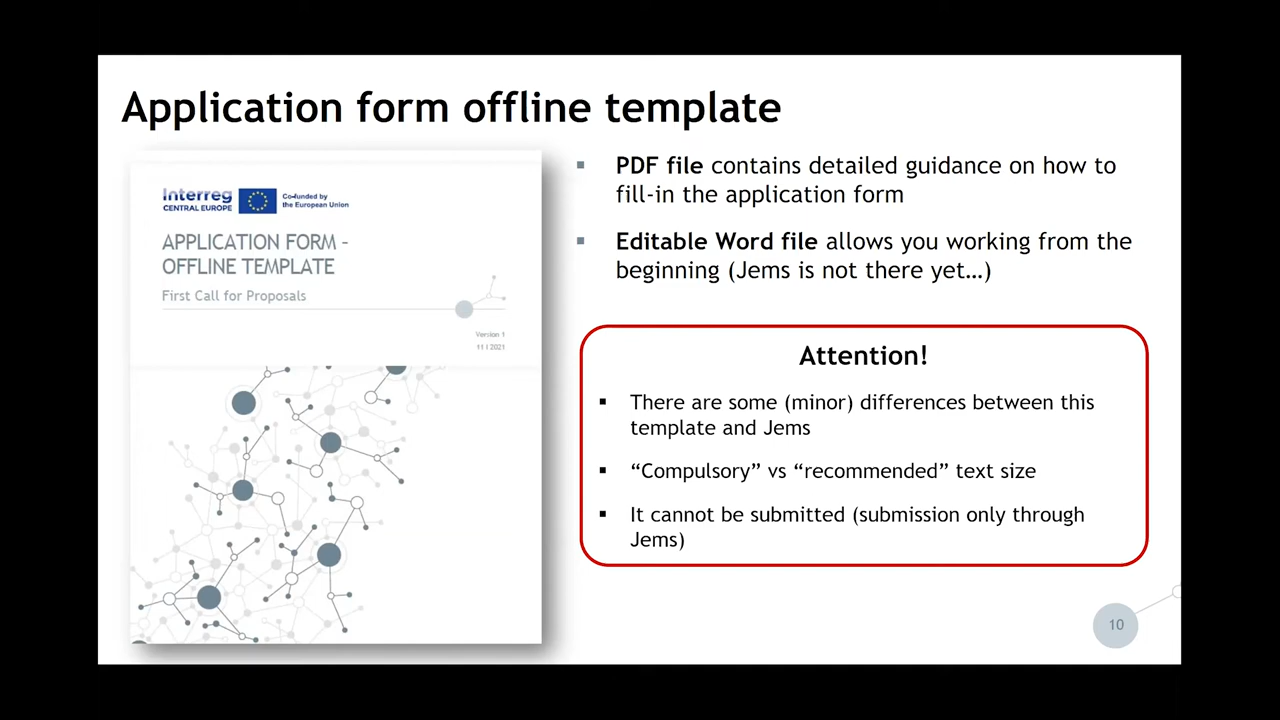 Application form offline template
Interreg
CENTRAL EUROPE
Co-funded by
the European Union
APPLICATION FORM –
OFFLINE TEMPLATE
First Call for Proposals
Version 1
11 I 2021
▪ PDF file contains detailed guidance on how to
fill-in the application form
▪ Editable Word file allows you working from the
beginning (Jems is not there yet…)
Attention!
▪ There are some (minor) differences between this
template and Jems
▪ “Compulsory” vs “recommended” text size
▪ It cannot be submitted (submission only through
Jems)
10